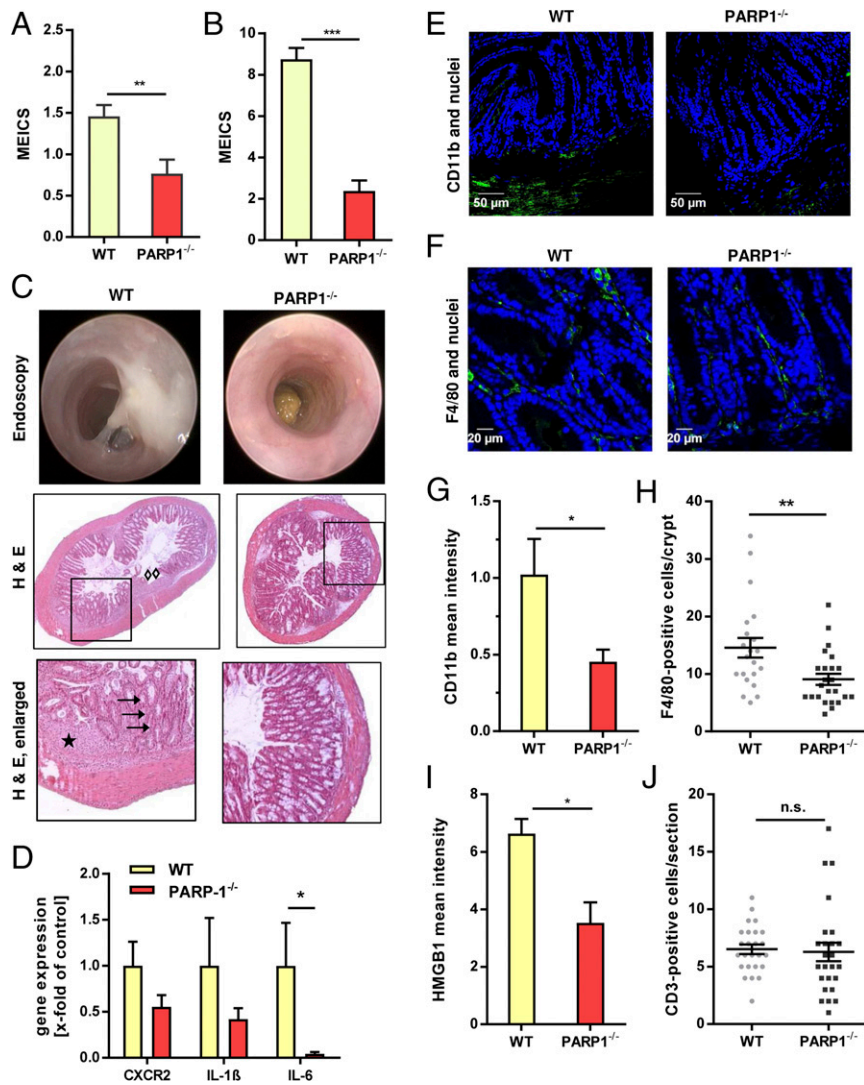 A
MEICS
2.5
2.0
1.5
1.0
0.5
0.0
**
WT
PARP1-/-
B
MEICS
10
8
6
4
2
0
***
WT
PARP1-/-
C
WT
PARP1-/-
Endoscopy
H & E
H & E, enlarged
D
gene expression
[x-fold of control]
2.0
1.5
1.0
0.5
0.0
WT
PARP-1-/-
*
CXCR2
IL-1ß
IL-6
E
WT
PARP1-/-
CD11b and nuclei
50 µm
50 µm
F
WT
PARP1-/-
F4/80 and nuclei
20 µm
20 µm
G
CD11b mean intensity
1.5
1.0
0.5
0.0
*
WT
PARP1-/-
H
F4/80-positive cells/crypt
40
30
20
10
0
**
WT
PARP1-/-
I
HMGB1 mean intensity
8
6
4
2
0
*
WT
PARP1-/-
J
CD3-positive cells/section
20
15
10
5
0
n.s.
WT
PARP1-/-